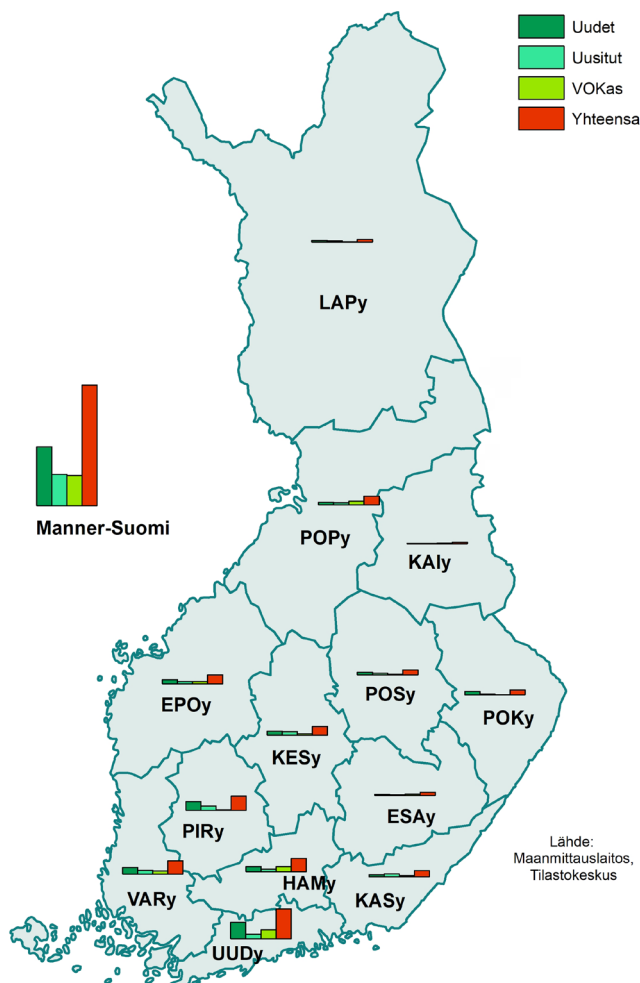 Uudet
Uusitut
VOKas
Yhteensa
LAPy
Manner-Suomi
POPy
KAIy
EPOy
POSy
POKy
KESy
PIRy
ESAy
Lähde:
Maanmittauslaitos,
Tilastokeskus
VARy
HAMy
KASy
UUDy